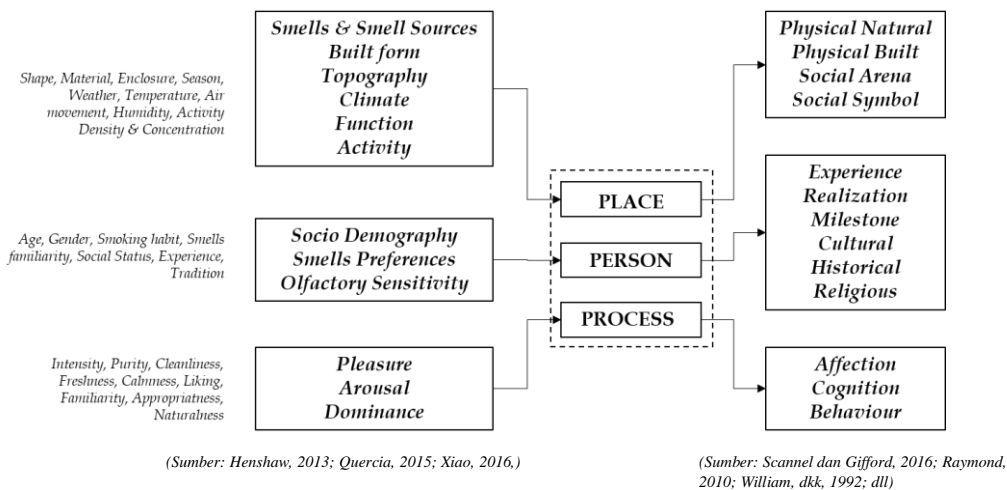 Shape, Material, Enclosure, Season,
Weather, Temperature, Air
movement, Humidity, Activity
Density & Concentration
Smells & Smell Sources
Built form
Topography
Climate
Function
Activity
Age, Gender, Smoking habit, Smells
familiarity, Social Status, Experience,
Tradition
Socio Demography
Smells Preferences
Olfactory Sensitivity
Intensity, Purity, Cleanliness,
Freshness, Calmness, Liking,
Familiarity, Appropriatness,
Naturalness
Pleasure
Arousal
Dominance
PLACE
PERSON
PROCESS
Physical Natural
Physical Built
Social Arena
Social Symbol
Experience
Realization
Milestone
Cultural
Historical
Religious
Affection
Cognition
Behaviour
(Sumber: Henshaw, 2013; Quercia, 2015; Xiao, 2016,)
(Sumber: Scannel dan Gifford, 2016; Raymond,
2010; William, dkk, 1992; dll)